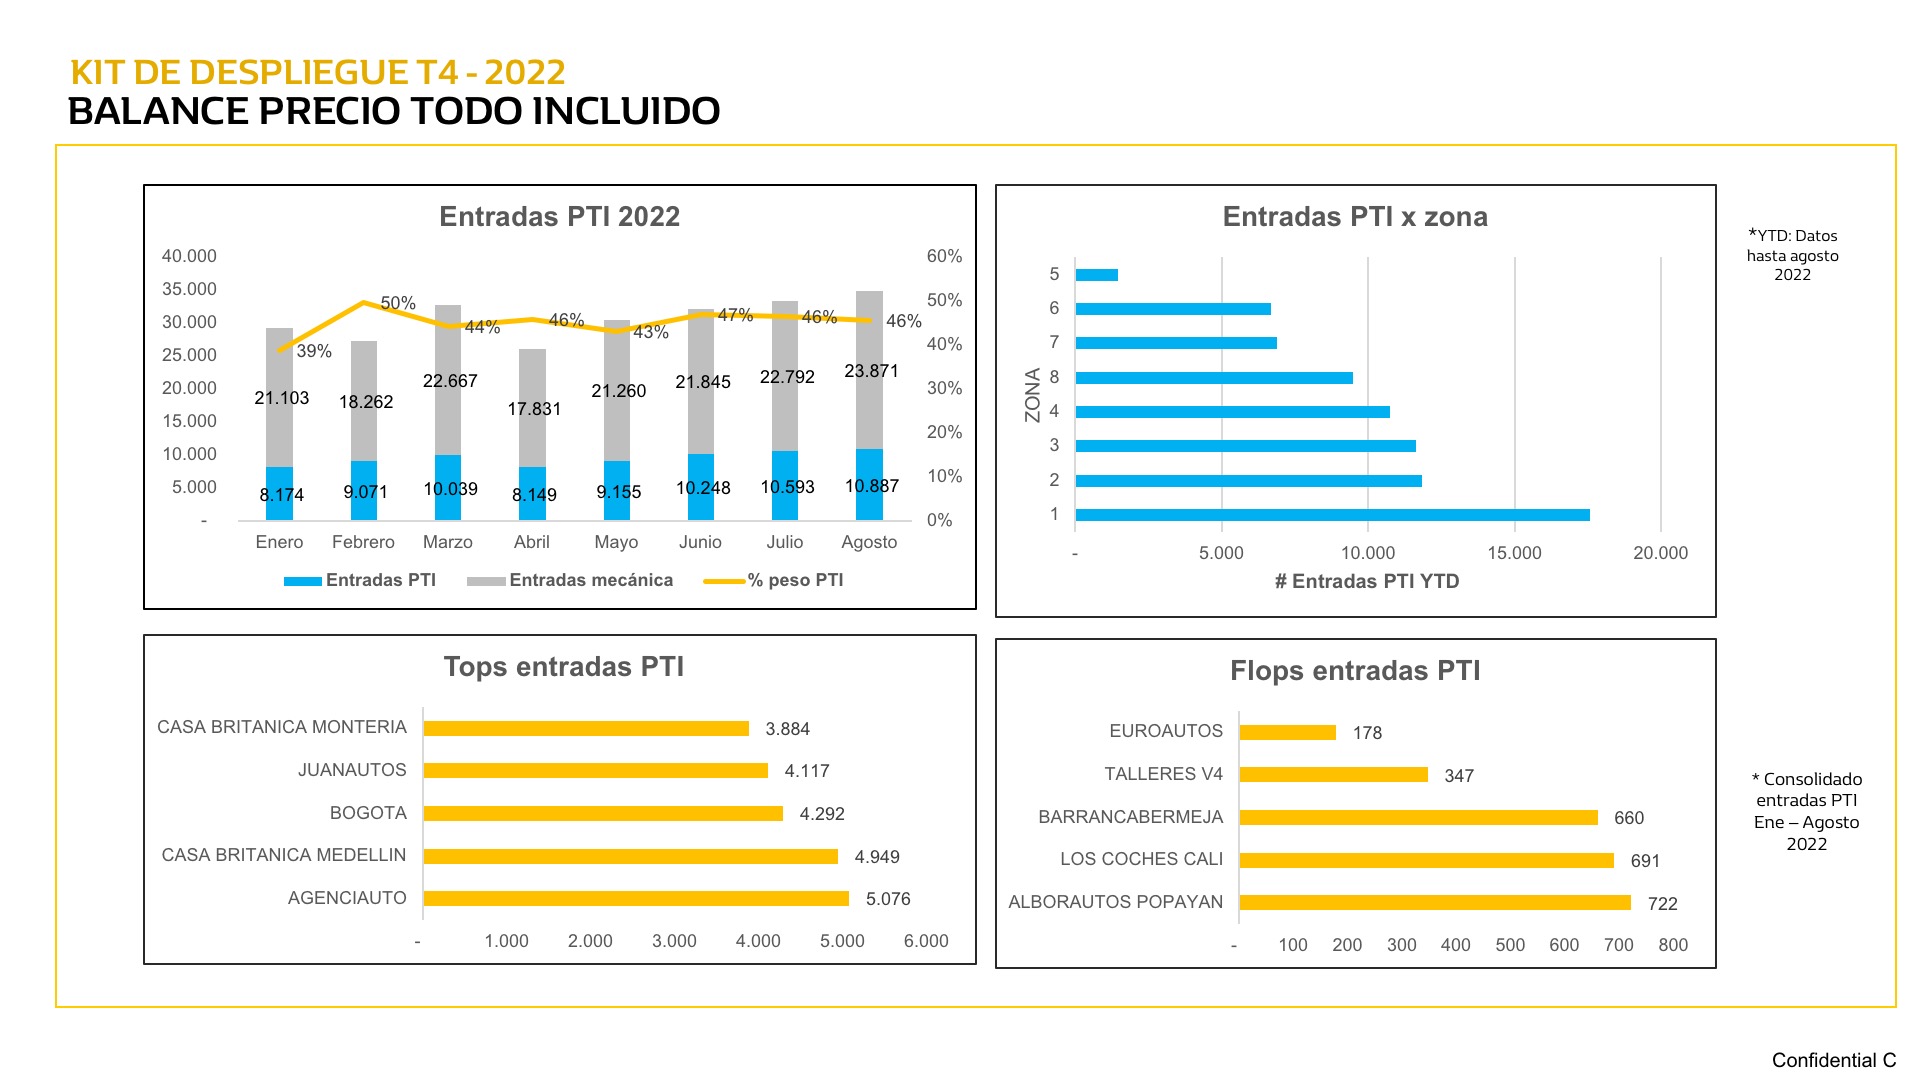 KIT DE DESPLIEGUE T4 - 2022
BALANCE PRECIO TODO INCLUIDO
Entradas PTI 2022
40.000
35.000
30.000
25.000
20.000
15.000
10.000
5.000
-
60%
50%
40%
30%
20%
10%
0%
39%
50%
44%
46%
43%
47%
46%
46%
21.103
18.262
22.667
17.831
21.260
21.845
22.792
23.871
8.174
9.071
10.039
8.149
9.155
10.248
10.593
10.887
Enero Febrero Marzo Abril Mayo Junio Julio Agosto
Entradas PTI Entradas mecánica % peso PTI
Entradas PTI x zona
ZONA
5
6
7
8
4
3
2
1
- 5.000 10.000 15.000 20.000
# Entradas PTI YTD
*YTD: Datos
hasta agosto
2022
Tops entradas PTI
CASA BRITANICA MONTERIA 3.884
JUANAUTOS 4.117
BOGOTA 4.292
CASA BRITANICA MEDELLIN 4.949
AGENCIAUTO 5.076
- 1.000 2.000 3.000 4.000 5.000 6.000
Flops entradas PTI
EUROAUTOS 178
TALLERES V4 347
BARRANCABERMEJA 660
LOS COCHES CALI 691
ALBORAUTOS POPAYAN 722
- 100 200 300 400 500 600 700 800
* Consolidado
entradas PTI
Ene – Agosto
2022
Confidential C